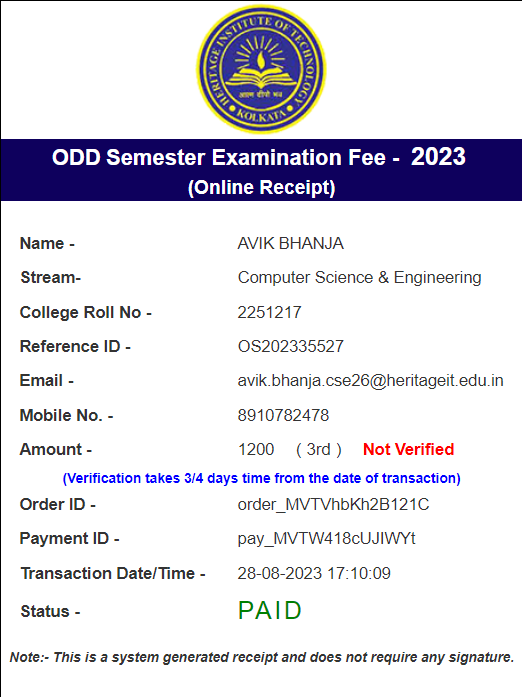 HERITAGE INSTITUTE OF TECHNOLOGY
KOLKATA
ODD Semester Examination Fee - 2023
(Online Receipt)
Name - AVIK BHANJA
Stream- Computer Science & Engineering
College Roll No - 2251217
Reference ID - OS202335527
Email - avik.bhanja.cse26@heritageit.edu.in
Mobile No. - 8910782478
Amount - 1200 ( 3rd ) Not Verified
(Verification takes 3/4 days time from the date of transaction)
Order ID - order_MVTVhbKh2B121C
Payment ID - pay_MVTW418cUJIWYt
Transaction Date/Time - 28-08-2023 17:10:09
Status - PAID
Note:- This is a system generated receipt and does not require any signature.